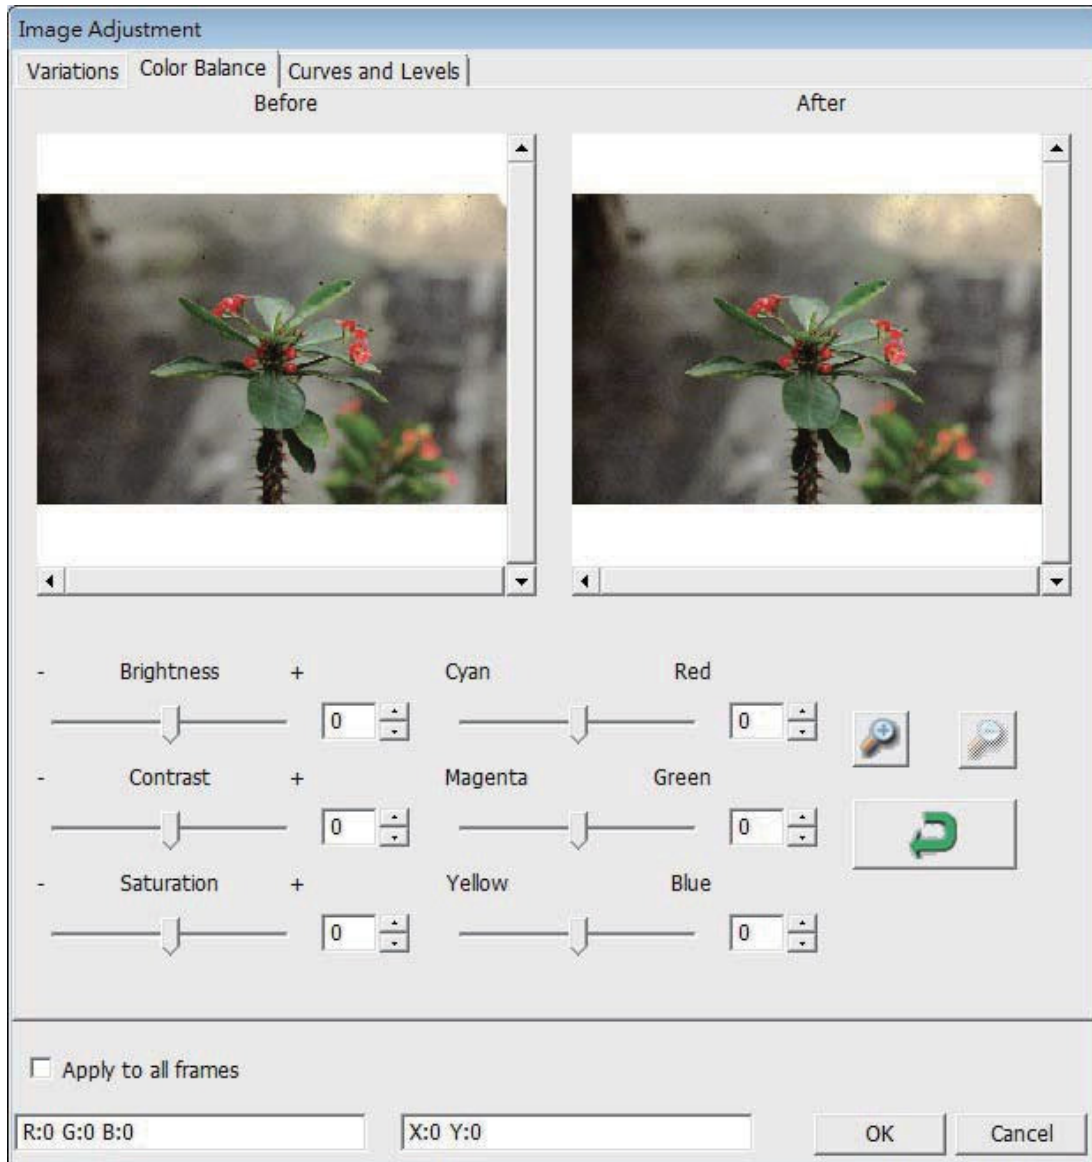 Image Adjustment
Variations Color Balance Curves and Levels
Before After
- Brightness + Cyan Red
0 0
- Contrast + Magenta Green
0 0
- Saturation + Yellow Blue
0 0
Apply to all frames
R:0 G:0 B:0 X:0 Y:0 OK Cancel